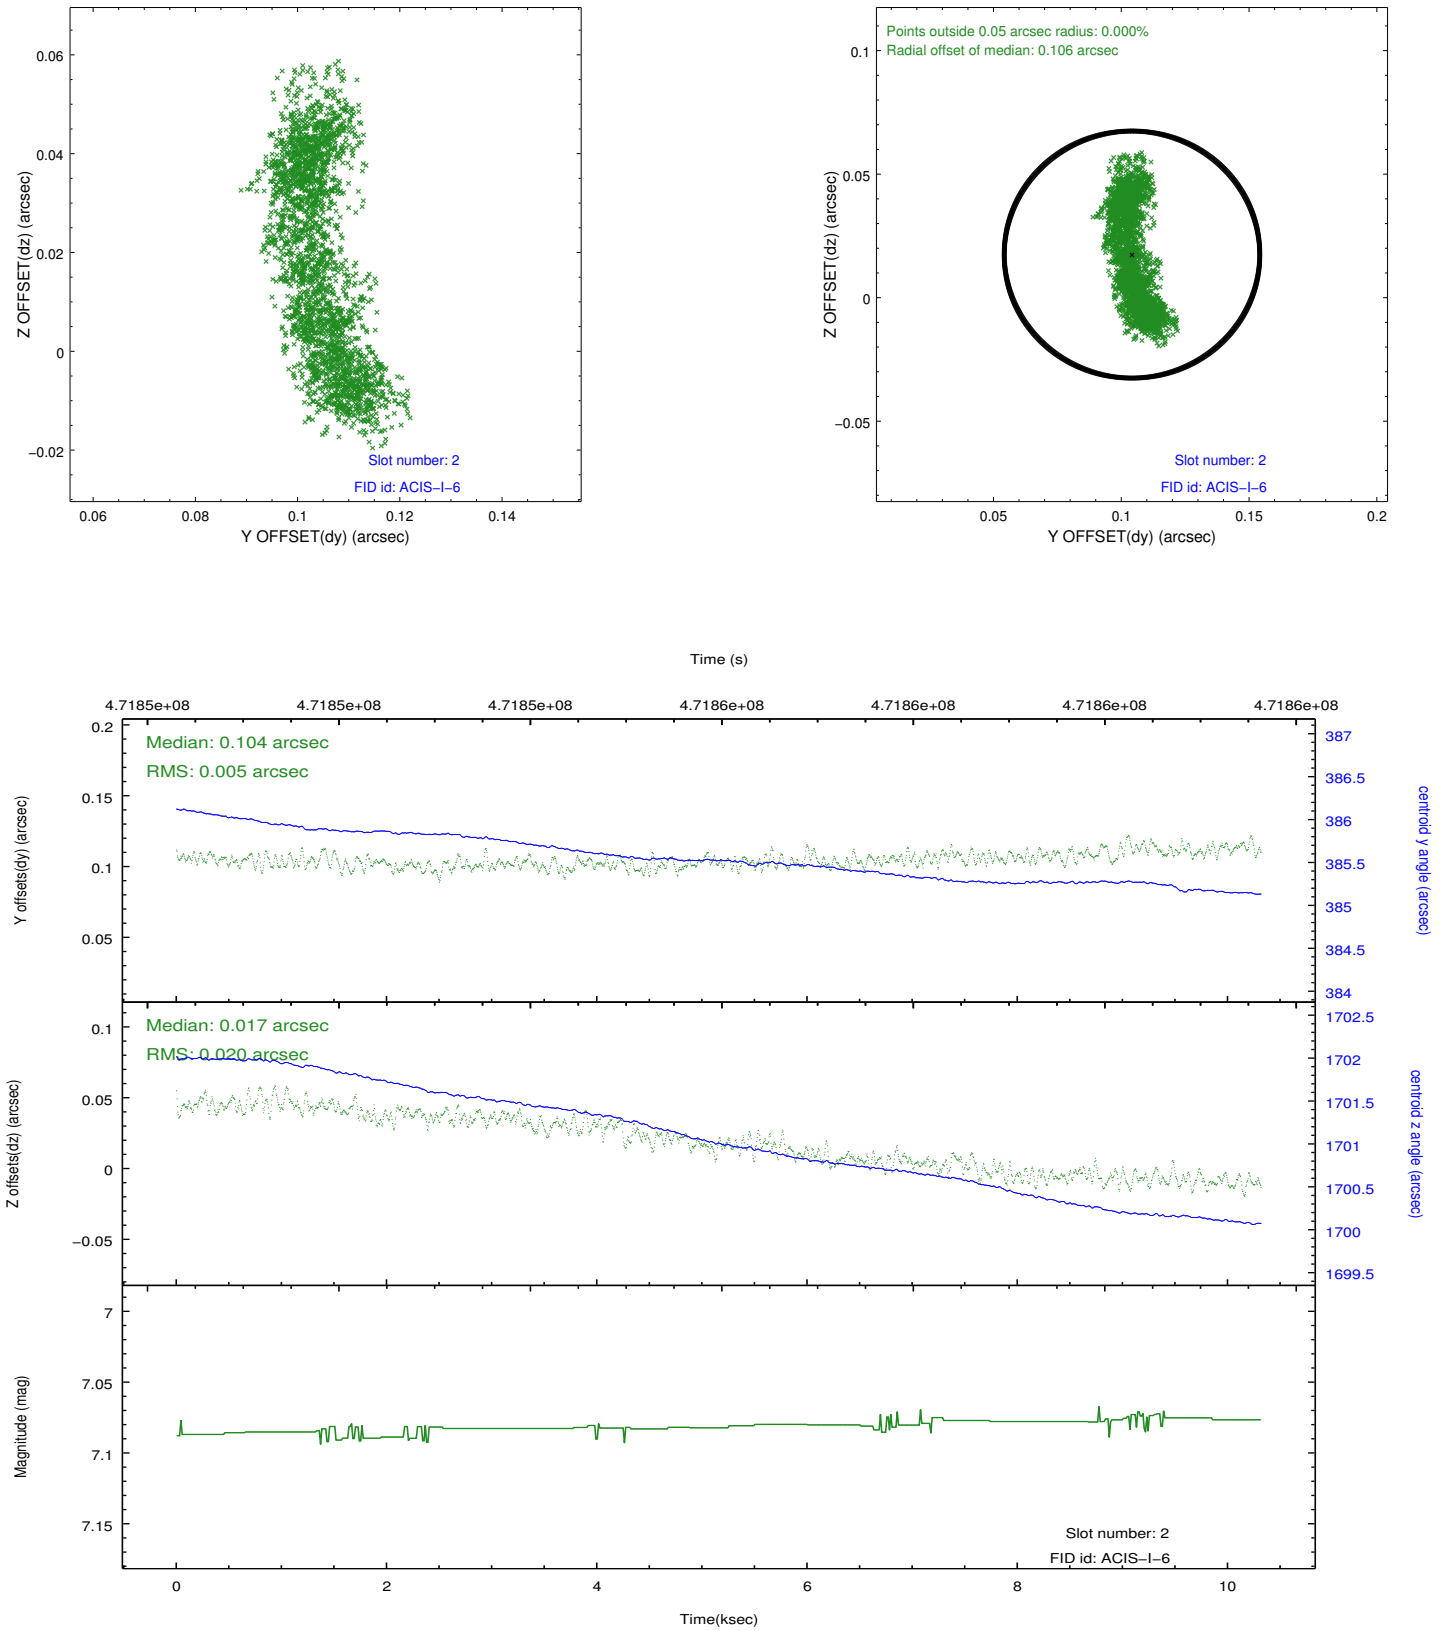 0.06
0.04
0.02
0
−0.02
Z OFFSET(dz) (arcsec)
Slot number: 2
FID id: ACIS−I−6
0.06
0.08
0.1
0.12
0.14
Y OFFSET(dy) (arcsec)
Points outside 0.05 arcsec radius: 0.000%
Radial offset of median: 0.106 arcsec
0.1
0.05
0
−0.05
Z OFFSET(dz) (arcsec)
Slot number: 2
FID id: ACIS−I−6
0.05
0.1
0.15
0.2
Y OFFSET(dy) (arcsec)
Time (s)
4.7185e+08
4.7185e+08
4.7185e+08
4.7186e+08
4.7186e+08
4.7186e+08
4.7186e+08
0.2
0.15
0.1
0.05
Y offsets(dy) (arcsec)
Median: 0.104 arcsec
RMS: 0.005 arcsec
387
386.5
386
385.5
385
384.5
384
centroid y angle (arcsec)
0.1
0.05
0
−0.05
Z offsets(dz) (arcsec)
Median: 0.017 arcsec
RMS: 0.020 arcsec
1702.5
1702
1701.5
1701
1700.5
1700
1699.5
centroid z angle (arcsec)
7
7.05
7.1
7.15
Magnitude (mag)
Slot number: 2
FID id: ACIS−I−6
0
2
4
6
8
10
Time(ksec)